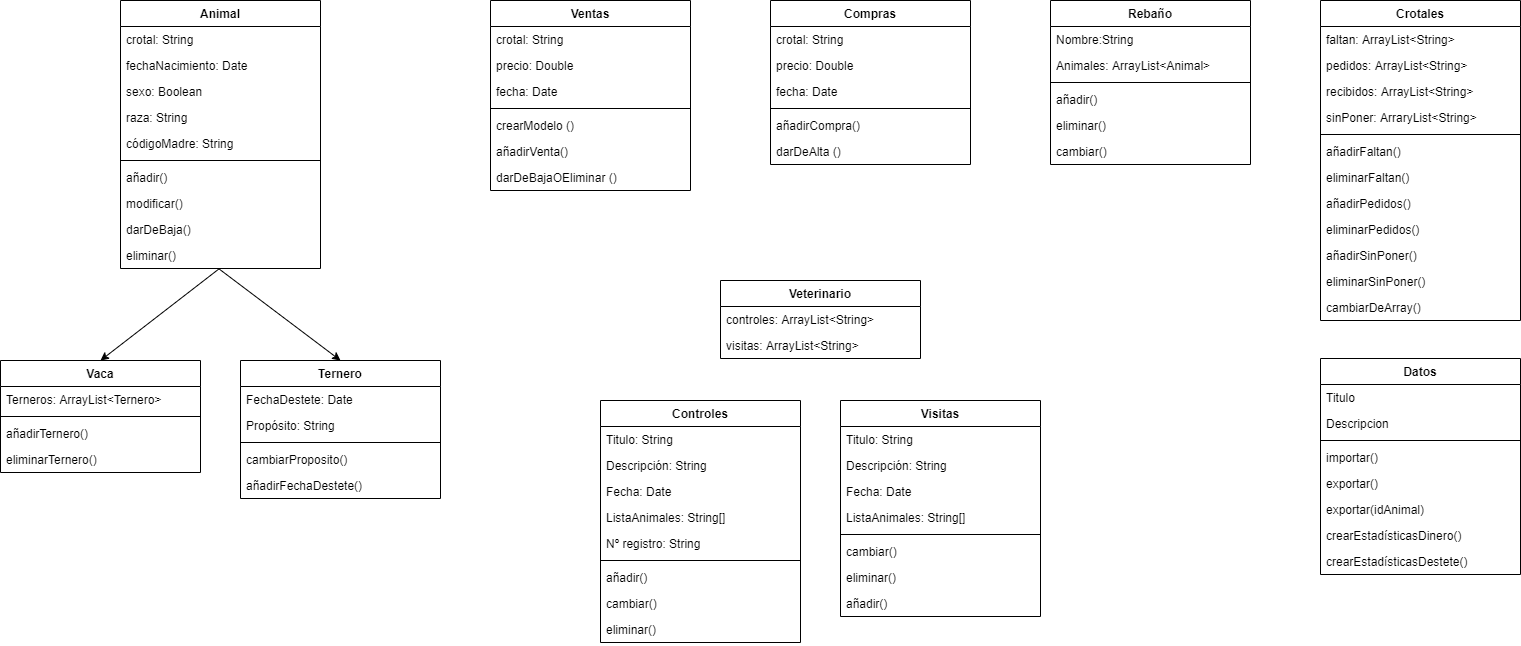 Animal
crotal: String
fechaNacimiento: Date
sexo: Boolean
raza: String
códigoMadre: String
añadir()
modificar()
darDeBaja()
eliminar()
Ventas
crotal: String
precio: Double
fecha: Date
crearModelo ()
añadirVenta()
darDeBajaOEliminar ()
Compras
crotal: String
precio: Double
fecha: Date
añadirCompra()
darDeAlta ()
Rebaño
Nombre:String
Animales: ArrayList<Animal>
añadir()
eliminar()
cambiar()
Crotales
faltan: ArrayList<String>
pedidos: ArrayList<String>
recibidos: ArrayList<String>
sinPoner: ArraryList<String>
añadirFaltan()
eliminarFaltan()
añadirPedidos()
eliminarPedidos()
añadirSinPoner()
eliminarSinPoner()
cambiarDeArray()
Vaca
Terneros: ArrayList<Ternero>
añadirTernero()
eliminarTernero()
Ternero
FechaDestete: Date
Propósito: String
cambiarProposito()
añadirFechaDestete()
Veterinario
controles: ArrayList<String>
visitas: ArrayList<String>
Controles
Titulo: String
Descripción: String
Fecha: Date
ListaAnimales: String[]
Nº registro: String
añadir()
cambiar()
eliminar()
Visitas
Titulo: String
Descripción: String
Fecha: Date
ListaAnimales: String[]
cambiar()
eliminar()
añadir()
Datos
Titulo
Descripcion
importar()
exportar()
exportar(idAnimal)
crearEstadísticasDinero()
crearEstadísticasDestete()